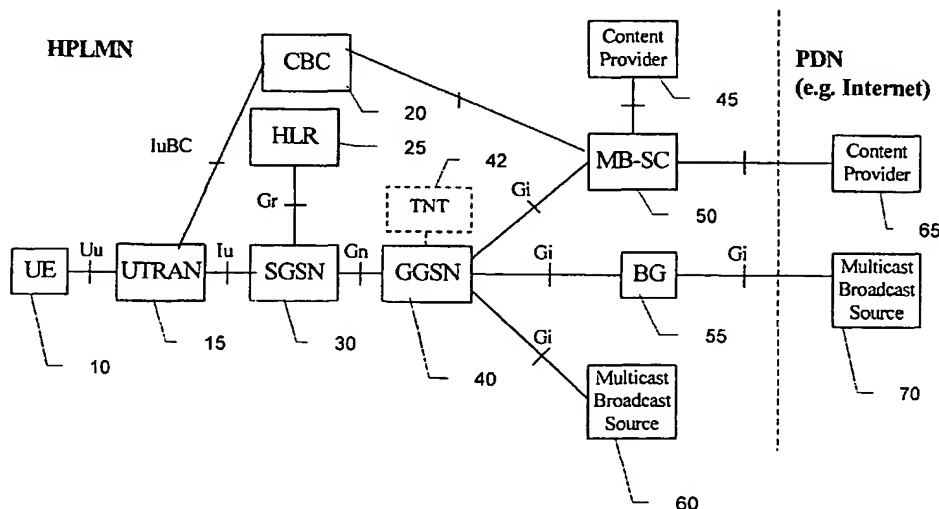 HPLMN
CBC
20
Content
Provider
45
PDN
(e.g. Internet)
IuBC
HLR
25
42
TNT
Gr
Gi
MB-SC
50
Content
Provider
65
UE
Uu
UTRAN
Iu
SGSN
Gn
GGSN
Gi
BG
Gi
Multicast
Broadcast
Source
10
15
30
40
55
70
Gi
Multicast
Broadcast
Source
60